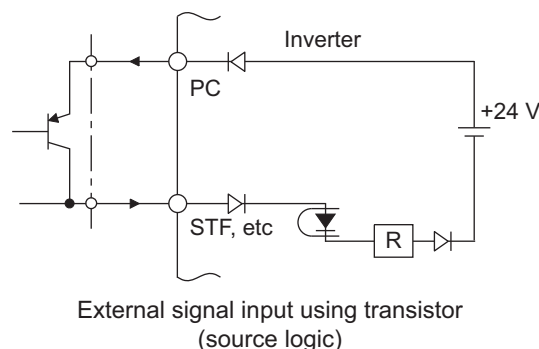 Inverter
PC
+24 V
STF, etc
R
External signal input using transistor
(source logic)